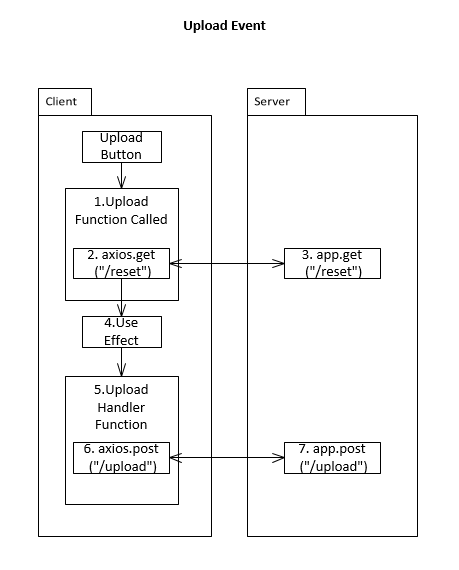 Upload Event
Client
Server
Upload
Button
1.Upload
Function Called
2. axios.get
("/reset")
3. app.get
("/reset")
4.Use
Effect
5.Upload
Handler
Function
6. axios.post
("/upload")
7. app.post
("/upload")